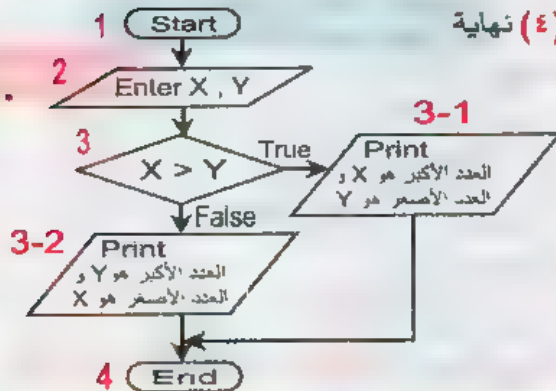 (٤) نهاية
1 Start
2 Enter X , Y
3 X > Y
True
3-1
Print
العدد الأكبر هو X و
العدد الأصغر هو Y
False
3-2
Print
العدد الأكبر هو Y و
العدد الأصغر هو X
4 End